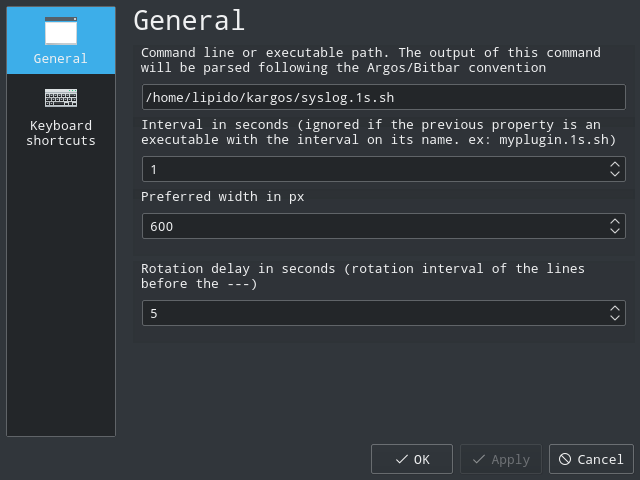 General
General
Keyboard
shortcuts
Command line or executable path. The output of this command
will be parsed following the Argos/Bitbar convention
/home/lipido/kargos/syslog.1s.sh
Interval in seconds (ignored if the previous property is an
executable with the interval on its name. ex: myplugin.1s.sh)
1
Preferred width in px
600
Rotation delay in seconds (rotation interval of the lines
before the ---)
5
OK
Apply
Cancel